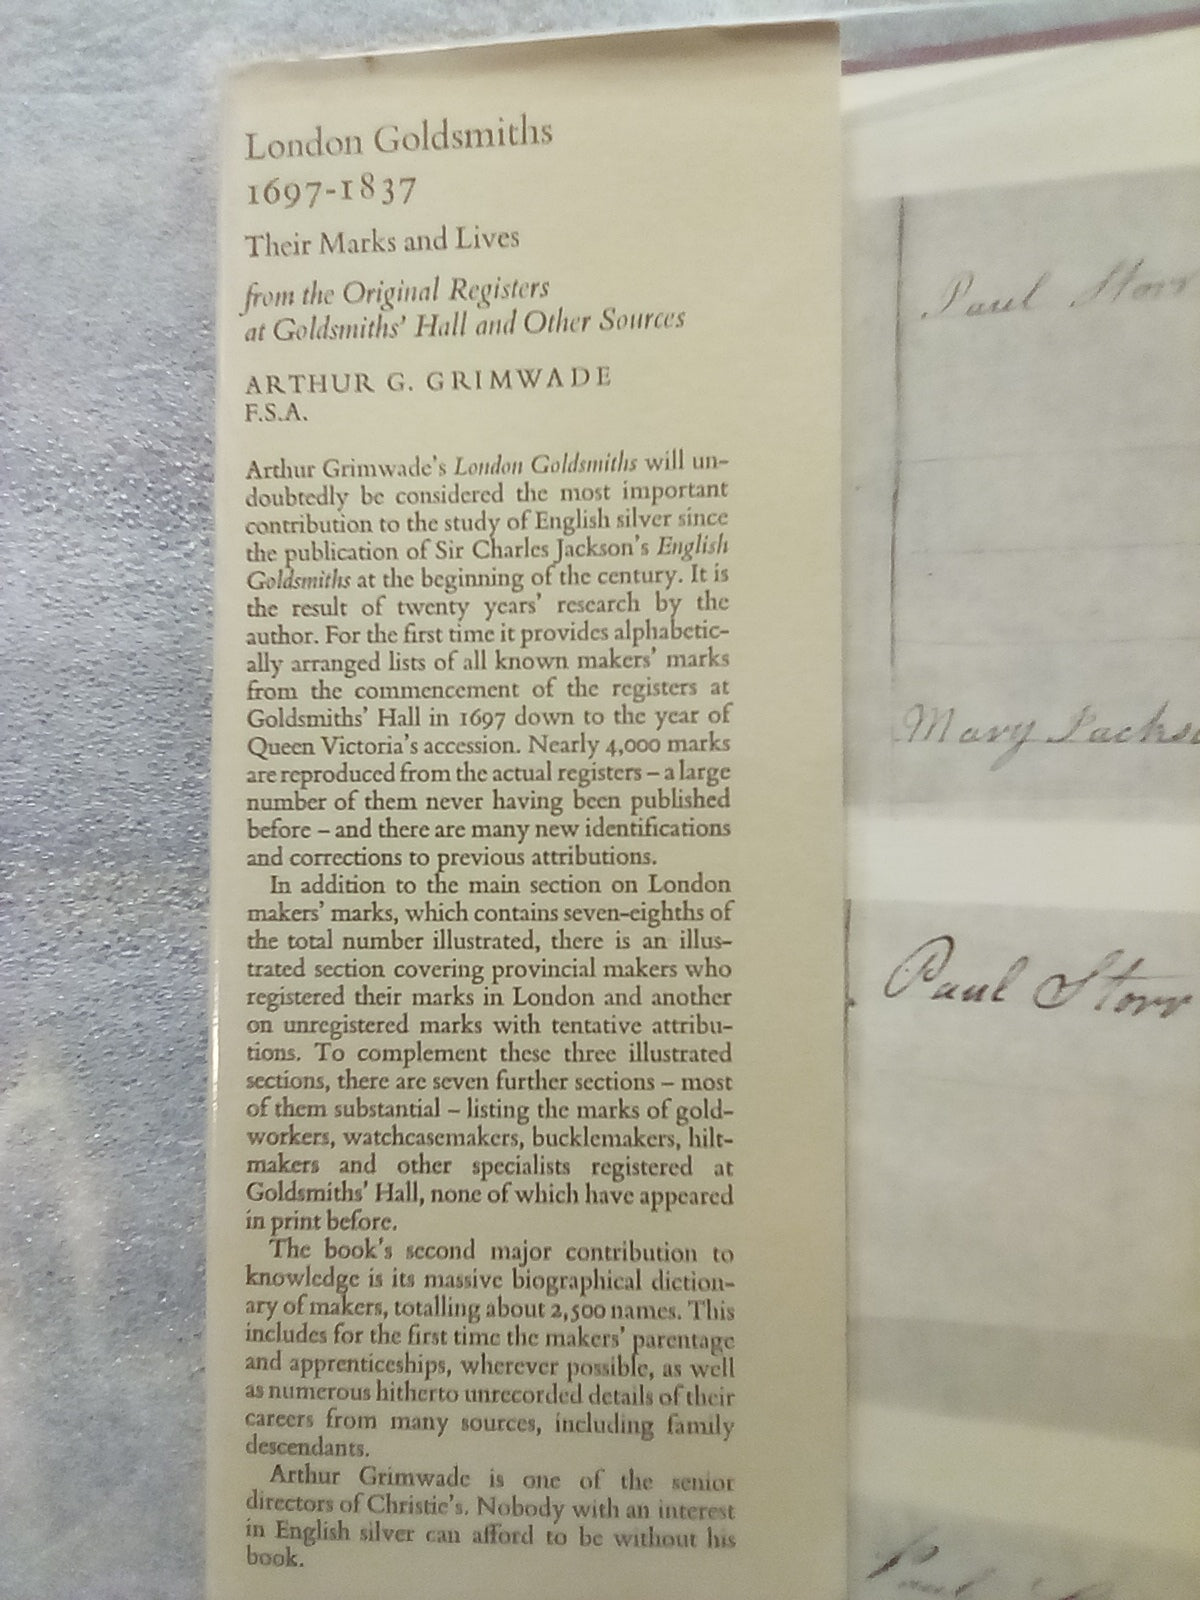 London Goldsmiths
1697-1837
Their Marks and Lives
from the Original Registers
at Goldsmiths' Hall and Other Sources
ARTHUR G. GRIMWADE
F.S.A.
Arthur Grimwade's London Goldsmiths will un-
doubtedly be considered the most important
contribution to the study of English silver since
the publication of Sir Charles Jackson's English
Goldsmiths at the beginning of the century. It is
the result of twenty years' research by the
author. For the first time it provides alphabetic-
ally arranged lists of all known makers' marks
from the commencement of the registers at
Goldsmiths' Hall in 1697 down to the year of
Queen Victoria's accession. Nearly 4,000 marks
are reproduced from the actual registers – a large
number of them never having been published
before – and there are many new identifications
and corrections to previous attributions.
In addition to the main section on London
makers' marks, which contains seven-eighths of
the total number illustrated, there is an illus-
trated section covering provincial makers who
registered their marks in London and another
on unregistered marks with tentative attribu-
tions. To complement these three illustrated
sections, there are seven further sections – most
of them substantial – listing the marks of gold-
workers, watchcasemakers, bucklemakers, hilt-
makers and other specialists registered at
Goldsmiths' Hall, none of which have appeared
in print before.
The book's second major contribution to
knowledge is its massive biographical diction-
ary of makers, totalling about 2,500 names. This
includes for the first time the makers' parentage
and apprenticeships, wherever possible, as well
as numerous hitherto unrecorded details of their
careers from many sources, including family
descendants.
Arthur Grimwade is one of the senior
directors of Christie's. Nobody with an interest
in English silver can afford to be without his
book.
Paul Storr
Mary
Paul Storr
Paul